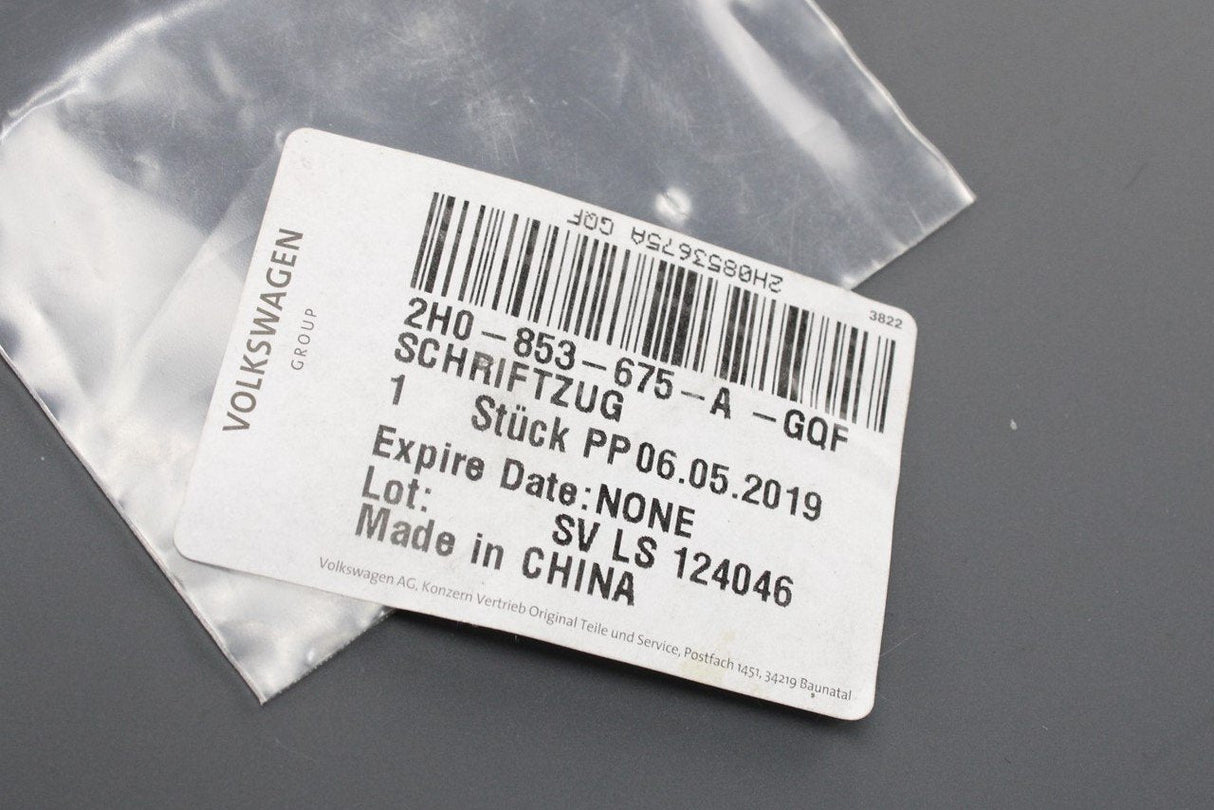 VOLKSWAGEN
GROUP
2H0853675A GQF
3822
2H0-853-675-A -GQF
SCHRIFTZUG
1 Stück PP06.05.2019
Expire Date:NONE
Lot: SV LS 124046
Made in CHINA
Volkswagen AG, Konzern Vertrieb Original Teile und Service, Postfach 1451, 34219 Baunatal